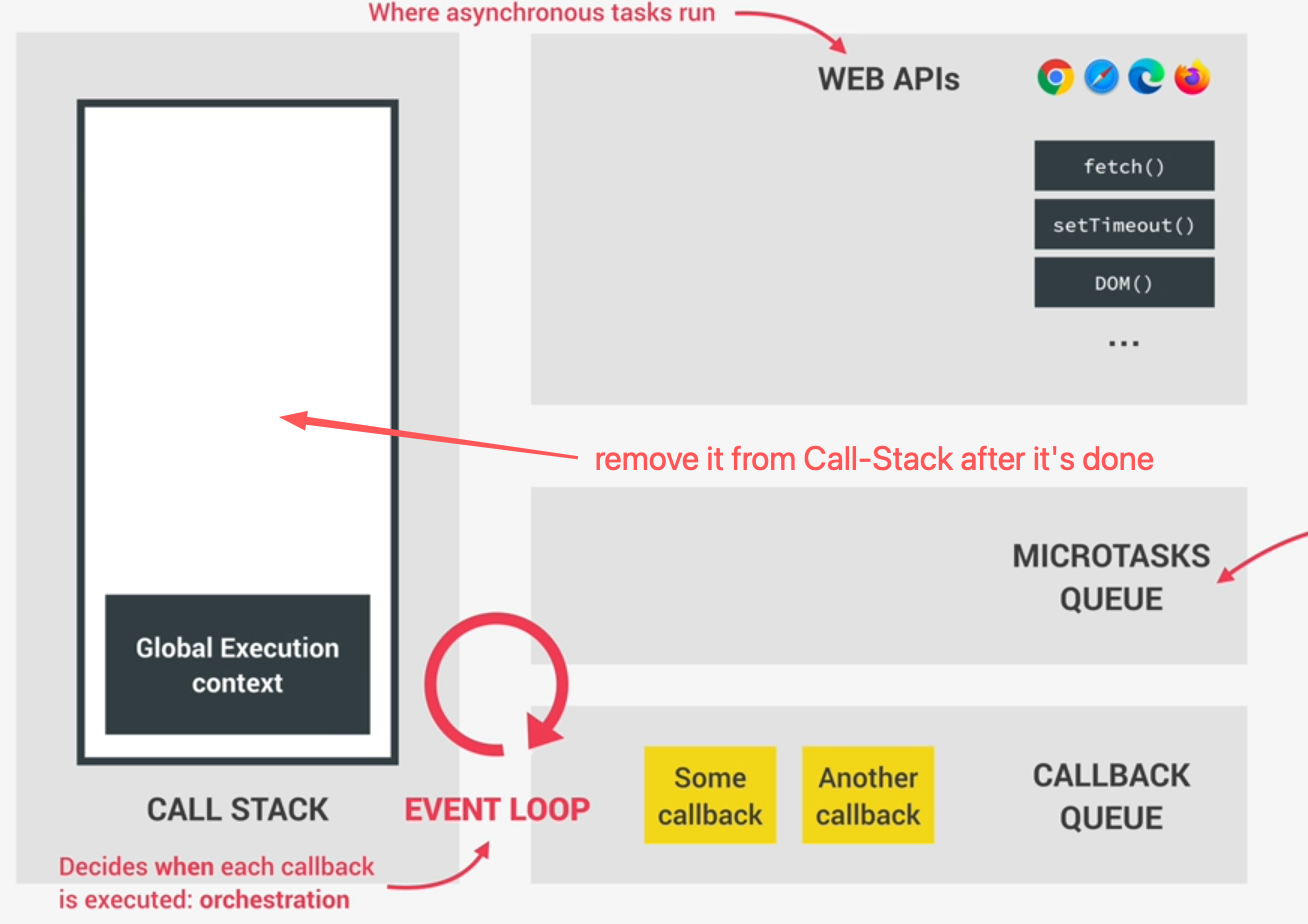 Where asynchronous tasks run
WEB APIs
fetch()
setTimeout()
DOM()
...
remove it from Call-Stack after it's done
MICROTASKS
QUEUE
Global Execution
context
CALL STACK
EVENT LOOP
Some
callback
Another
callback
CALLBACK
QUEUE
Decides when each callback
is executed: orchestration